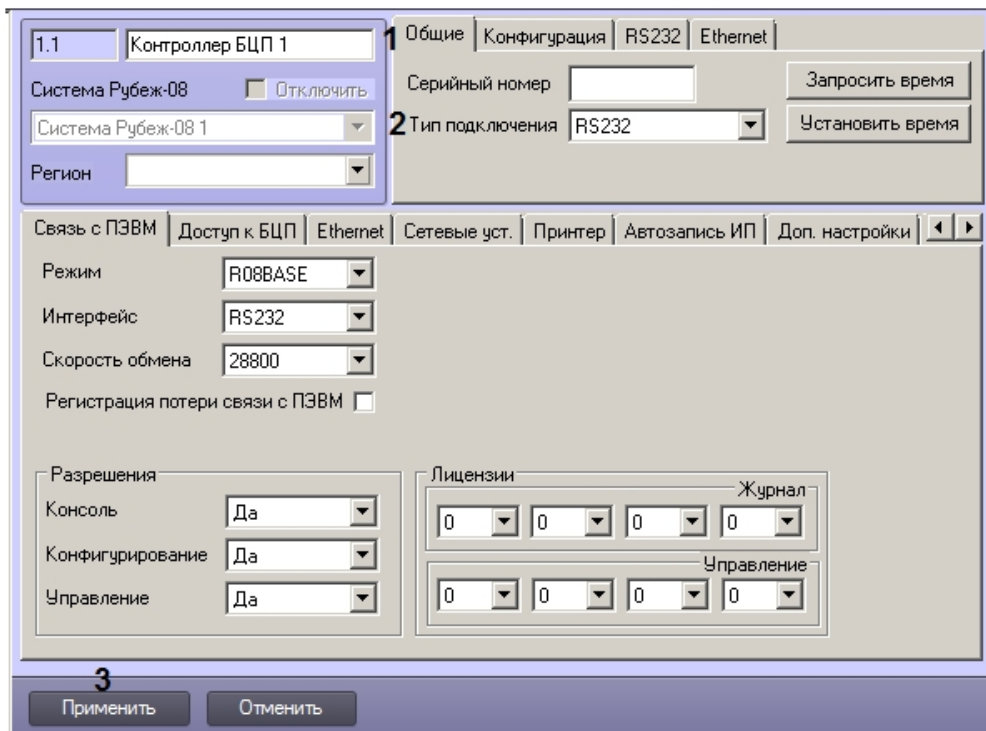 1.1 Контроллер БЦП 1
Система Рубеж-08 Отключить
Система Рубеж-08 1
Регион
1 Общие Конфигурация RS232 Ethernet
Серийный номер Запросить время
2 Тип подключения RS232 Установить время
Связь с ПЭВМ Доступ к БЦП Ethernet Сетевые уст. Принтер Автозапись ИП Доп. настройки
Режим R08BASE
Интерфейс RS232
Скорость обмена 28800
Регистрация потери связи с ПЭВМ
Разрешения
Консоль Да
Конфигурирование Да
Управление Да
Лицензии
Журнал
0 0 0 0
Управление
0 0 0 0
3
Применить Отменить